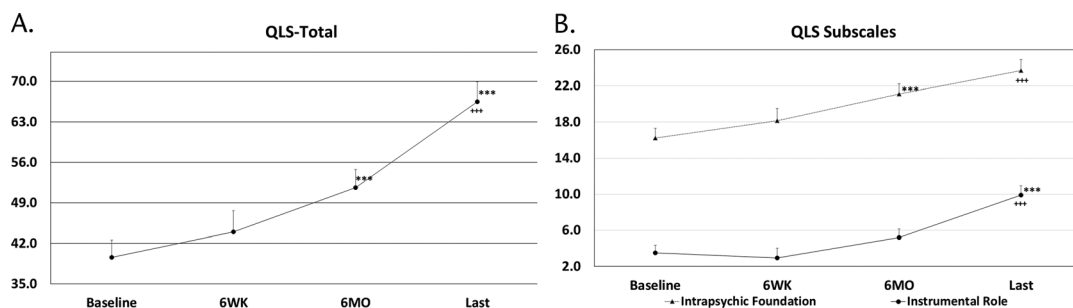 A.
QLS-Total
70.0
63.0
56.0
49.0
42.0
35.0
***
+++
***
Baseline 6WK 6MO Last
B.
QLS Subscales
26.0
22.0
18.0
14.0
10.0
6.0
2.0
***
+++
***
+++
Baseline 6WK 6MO Last
Intrapsychic Foundation Instrumental Role